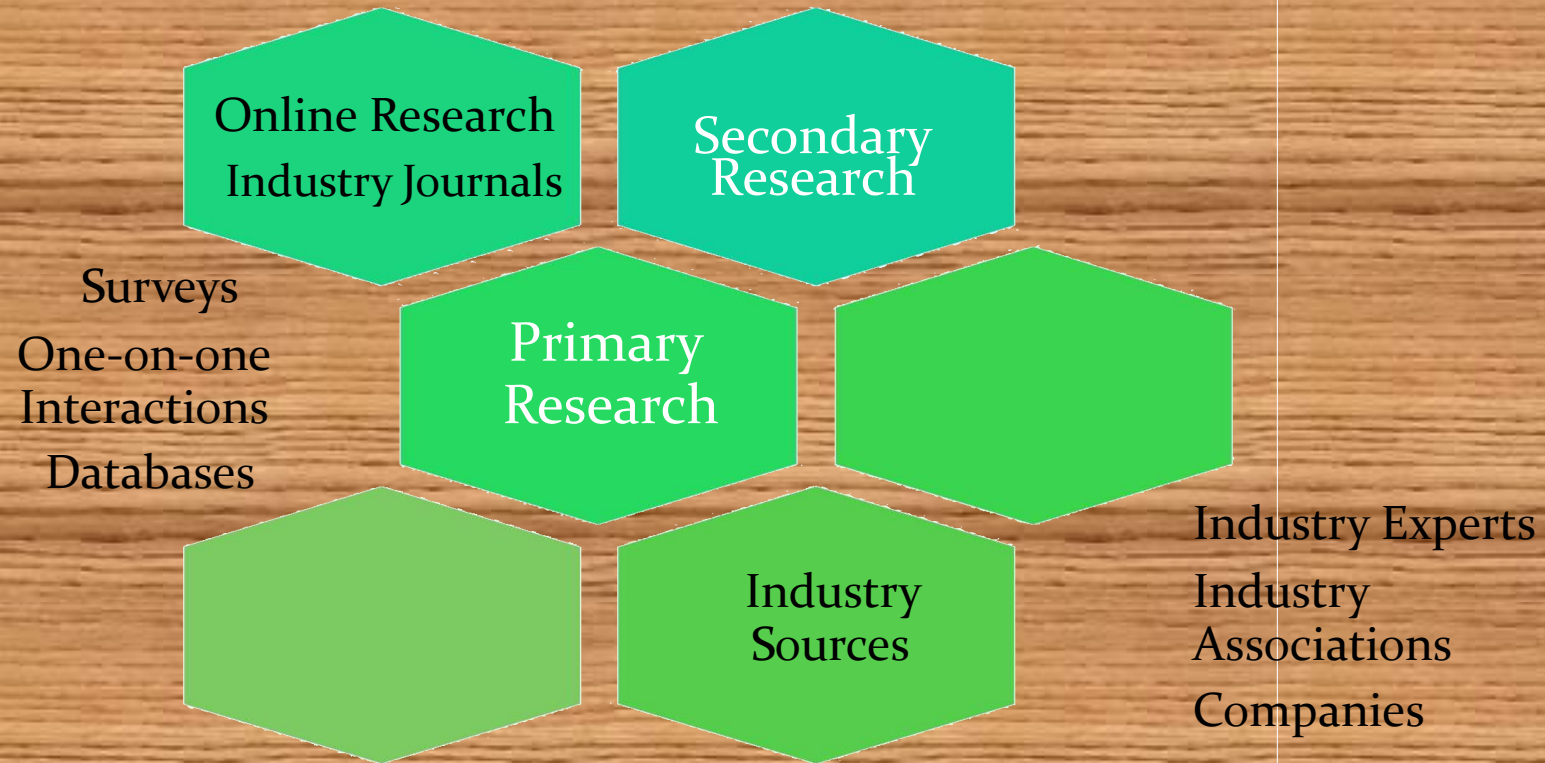 Online Research
Industry Journals
Secondary
Research
Surveys
One-on-one
Interactions
Databases
Primary
Research
Industry
Sources
Industry Experts
Industry
Associations
Companies